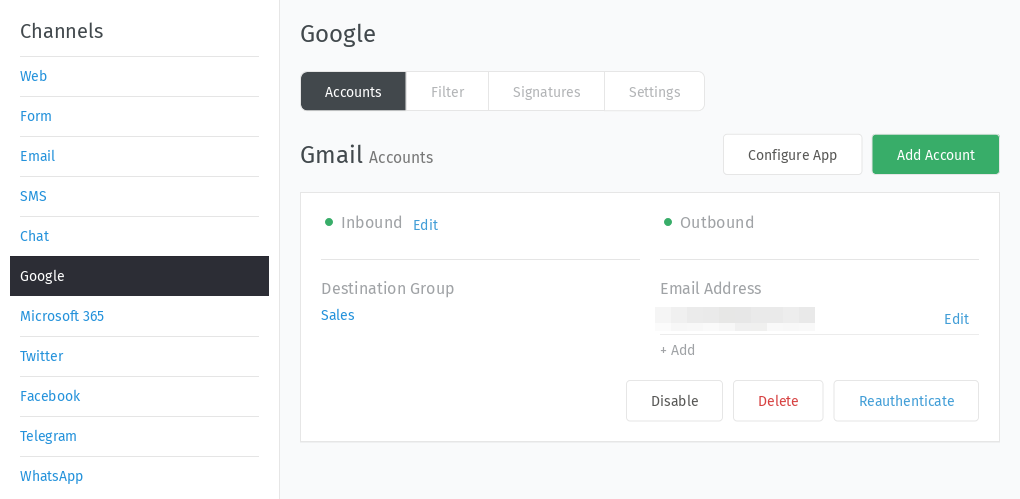 Channels
Web
Form
Email
SMS
Chat
Google
Microsoft 365
Twitter
Facebook
Telegram
WhatsApp
Google
Accounts Filter Signatures Settings
Gmail Accounts
Configure App Add Account
Inbound Edit
Destination Group
Sales
Outbound
Email Address
Edit
+ Add
Disable Delete Reauthenticate